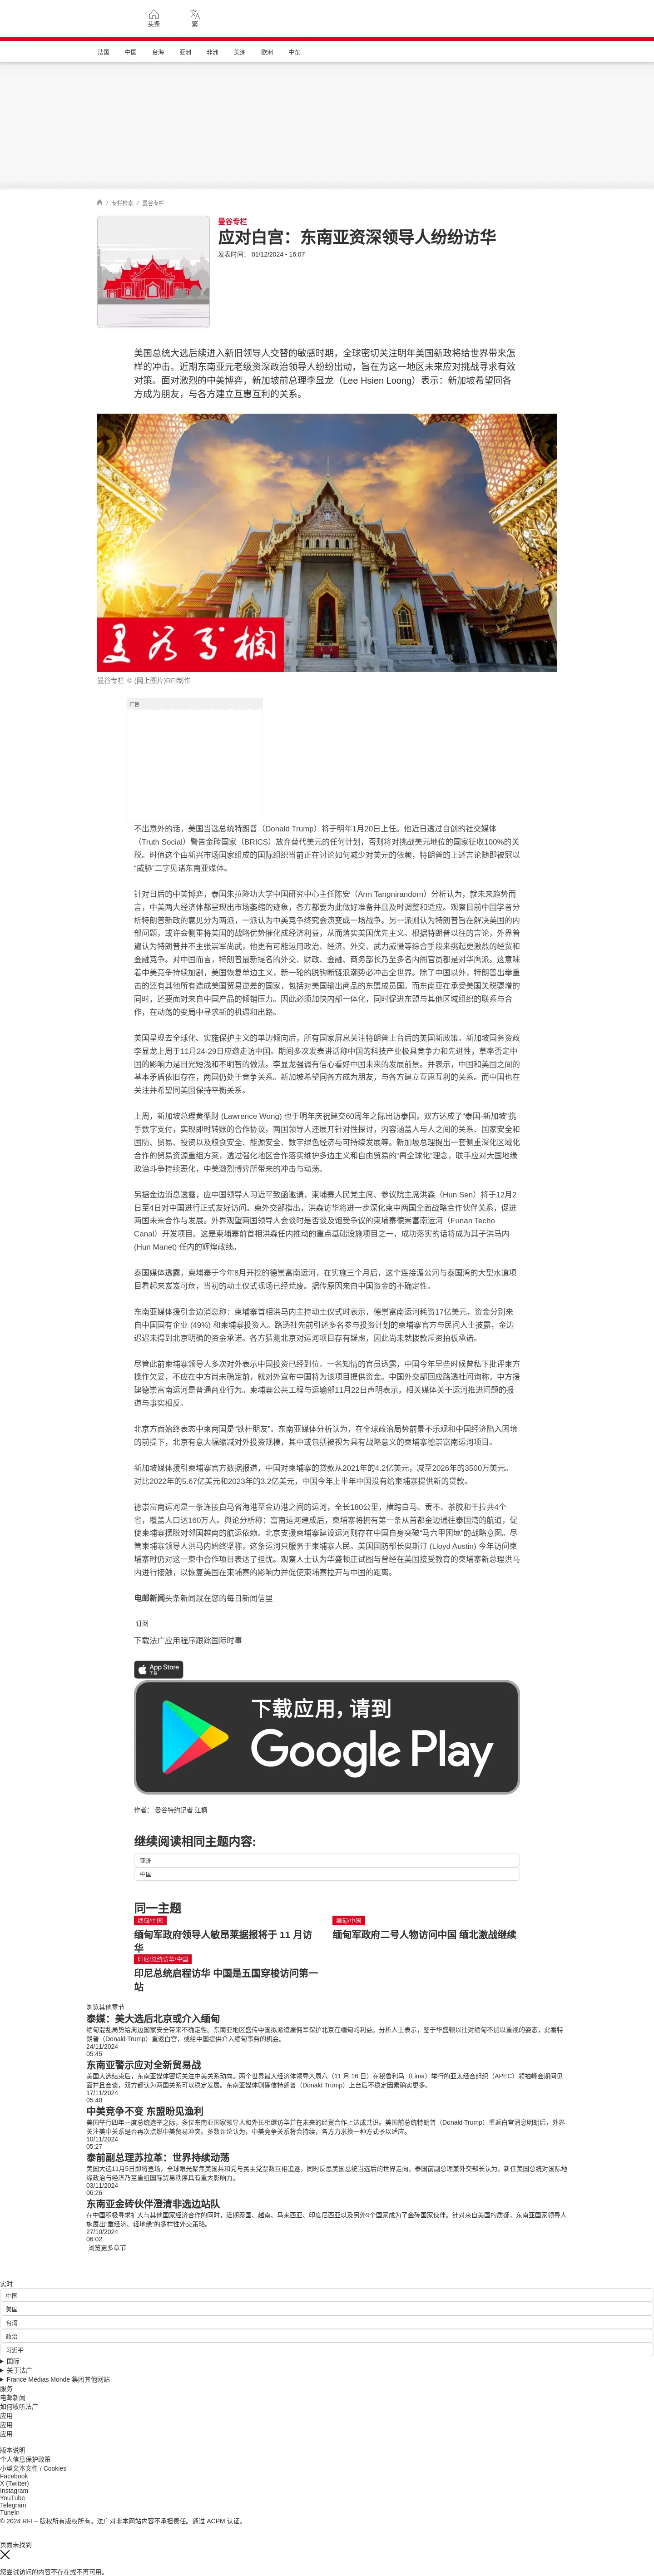 头条
繁
法国
中国
台海
亚洲
非洲
美洲
欧洲
中东
/ 专栏检索 / 曼谷专栏
曼谷专栏
应对白宫：东南亚资深领导人纷纷访华
发表时间： 01/12/2024 - 16:07
美国总统大选后续进入新旧领导人交替的敏感时期，全球密切关注明年美国新政将给世界带来怎
样的冲击。近期东南亚元老级资深政治领导人纷纷出动，旨在为这一地区未来应对挑战寻求有效
对策。面对激烈的中美博弈，新加坡前总理李显龙（Lee Hsien Loong）表示：新加坡希望同各
方成为朋友，与各方建立互惠互利的关系。
曼谷专栏
曼谷专栏 © (网上图片)RFI制作
广告
不出意外的话，美国当选总统特朗普（Donald Trump）将于明年1月20日上任。他近日透过自创的社交媒体
（Truth Social）警告金砖国家（BRICS）放弃替代美元的任何计划，否则将对挑战美元地位的国家征收100%的关
税。时值这个由新兴市场国家组成的国际组织当前正在讨论如何减少对美元的依赖，特朗普的上述言论随即被冠以
“威胁”二字见诸东南亚媒体。
针对日后的中美博弈，泰国朱拉隆功大学中国研究中心主任陈安（Arm Tangnirandorn）分析认为，就未来趋势而
言，中美两大经济体都呈现出市场萎缩的迹象，各方都要为此做好准备并且及时调整和适应。观察目前中国学者分
析特朗普新政的意见分为两派，一派认为中美竞争终究会演变成一场战争。另一派则认为特朗普旨在解决美国的内
部问题，或许会侧重将美国的战略优势催化成经济利益，从而落实美国优先主义。根据特朗普以往的言论，外界普
遍认为特朗普并不主张崇军尚武，他更有可能运用政治、经济、外交、武力威慑等综合手段来挑起更激烈的经贸和
金融竞争。对中国而言，特朗普最新提名的外交、财政、金融、商务部长乃至多名内阁官员都是对华鹰派。这意味
着中美竞争持续加剧，美国恢复单边主义，新一轮的脱钩断链浪潮势必冲击全世界。除了中国以外，特朗普出拳重
击的还有其他所有造成美国贸易逆差的国家，包括对美国输出商品的东盟成员国。而东南亚在承受美国关税骤增的
同时，还要面对来自中国产品的倾销压力。因此必须加快内部一体化，同时促进东盟与其他区域组织的联系与合
作，在动荡的变局中寻求新的机遇和出路。
美国呈现去全球化、实施保护主义的单边倾向后，所有国家屏息关注特朗普上台后的美国新政策。新加坡国务资政
李显龙上周于11月24-29日应邀走访中国。期间多次发表讲话称中国的科技产业极具竞争力和先进性，草率否定中
国的影响力是目光短浅和不明智的做法。李显龙强调有信心看好中国未来的发展前景。并表示，中国和美国之间的
基本矛盾依旧存在，两国仍处于竞争关系。新加坡希望同各方成为朋友，与各方建立互惠互利的关系。而中国也在
关注并希望同美国保持平衡关系。
上周，新加坡总理黄循财 (Lawrence Wong) 也于明年庆祝建交60周年之际出访泰国，双方达成了“泰国-新加坡”携
手数字支付，实现即时转账的合作协议。两国领导人还展开针对性探讨，内容涵盖人与人之间的关系、国家安全和
国防、贸易、投资以及粮食安全、能源安全、数字绿色经济与可持续发展等。新加坡总理提出一套侧重深化区域化
合作的贸易资源重组方案，透过强化地区合作落实维护多边主义和自由贸易的“再全球化”理念，联手应对大国地缘
政治斗争持续恶化，中美激烈博弈所带来的冲击与动荡。
另据金边消息透露，应中国领导人习近平致函邀请，柬埔寨人民党主席、参议院主席洪森（Hun Sen）将于12月2
日至4日对中国进行正式友好访问。柬外交部指出，洪森访华将进一步深化柬中两国全面战略合作伙伴关系，促进
两国未来合作与发展。外界观望两国领导人会谈时是否谈及饱受争议的柬埔寨德崇富南运河（Funan Techo
Canal）开发项目。这是柬埔寨前首相洪森任内推动的重点基础设施项目之一，成功落实的话将成为其子洪马内
(Hun Manet) 任内的辉煌政绩。
泰国媒体透露，柬埔寨于今年8月开挖的德崇富南运河，在实施三个月后，这个连接湄公河与泰国湾的大型水道项
目看起来岌岌可危，当初的动土仪式现场已经荒废。据传原因来自中国资金的不确定性。
东南亚媒体援引金边消息称：柬埔寨首相洪马内主持动土仪式时表示，德崇富南运河耗资17亿美元，资金分别来
自中国国有企业 (49%) 和柬埔寨投资人。路透社先前引述多名参与投资计划的柬埔寨官方与民间人士披露，金边
迟迟未得到北京明确的资金承诺。各方猜测北京对运河项目存有疑虑，因此尚未就拨款斥资拍板承诺。
尽管此前柬埔寨领导人多次对外表示中国投资已经到位。一名知情的官员透露，中国今年早些时候曾私下批评柬方
操作欠妥，不应在中方尚未确定前，就对外宣布中国将为该项目提供资金。中国外交部回应路透社问询称，中方援
建德崇富南运河是普通商业行为。柬埔寨公共工程与运输部11月22日声明表示，相关媒体关于运河推进问题的报
道与事实相反。
北京方面始终表态中柬两国是“铁杆朋友”。东南亚媒体分析认为，在全球政治局势前景不乐观和中国经济陷入困境
的前提下，北京有意大幅缩减对外投资规模，其中或包括被视为具有战略意义的柬埔寨德崇富南运河项目。
新加坡媒体援引柬埔寨官方数据报道，中国对柬埔寨的贷款从2021年的4.2亿美元，减至2026年的3500万美元。
对比2022年的5.67亿美元和2023年的3.2亿美元，中国今年上半年中国没有给柬埔寨提供新的贷款。
德崇富南运河是一条连接白马省海港至金边港之间的运河，全长180公里，横跨白马、贡不、茶胶和干拉共4个
省，覆盖人口达160万人。舆论分析称：富南运河建成后，柬埔寨将拥有第一条从首都金边通往泰国湾的航道，促
使柬埔寨摆脱对邻国越南的航运依赖。北京支援柬埔寨建设运河则存在中国自身突破“马六甲困境”的战略意图。尽
管柬埔寨领导人洪马内始终坚称，这条运河只服务于柬埔寨人民。美国国防部长奥斯汀 (Lloyd Austin) 今年访问柬
埔寨时仍对这一柬中合作项目表达了担忧。观察人士认为华盛顿正试图与曾经在美国接受教育的柬埔寨新总理洪马
内进行接触，以恢复美国在柬埔寨的影响力并促使柬埔寨拉开与中国的距离。
电邮新闻头条新闻就在您的每日新闻信里
订阅
下载法广应用程序跟踪国际时事
App Store
下载
下载应用，请到
Google Play
作者： 曼谷特约记者 江枫
继续阅读相同主题内容:
亚洲
中国
同一主题
缅甸/中国
缅甸军政府领导人敏昂莱据报将于 11 月访
华
缅甸/中国
缅甸军政府二号人物访问中国 缅北激战继续
印尼/总统访华/中国
印尼总统启程访华 中国是五国穿梭访问第一
站
浏览其他章节
泰媒：美大选后北京或介入缅甸
缅甸混乱局势给周边国家安全带来不确定性。东南亚地区盛传中国拟派遣雇佣军保护北京在缅甸的利益。分析人士表示，鉴于华盛顿以往对缅甸不加以重视的姿态，此番特
朗普（Donald Trump）重返白宫，或给中国提供介入缅甸事务的机会。
24/11/2024
05:45
东南亚警示应对全新贸易战
美国大选结束后，东南亚媒体密切关注中美关系动向。两个世界最大经济体领导人周六（11 月 16 日）在秘鲁利马（Lima）举行的亚太经合组织（APEC）领袖峰会期间见
面并且会谈，双方都认为两国关系可以稳定发展。东南亚媒体则确信特朗普（Donald Trump）上台后不稳定因素确实更多。
17/11/2024
05:40
中美竞争不变 东盟盼见渔利
美国举行四年一度总统选举之际，多位东南亚国家领导人和外长相继访华并在未来的经贸合作上达成共识。美国前总统特朗普（Donald Trump）重返白宫消息明朗后，外界
关注美中关系是否再次点燃中美贸易冲突。多数评论认为，中美竞争关系将会持续，各方力求换一种方式予以适应。
10/11/2024
05:27
泰前副总理苏拉革：世界持续动荡
美国大选11月5日即将登场，全球眼光聚焦美国共和党与民主党票数互相追逐，同时反思美国总统当选后的世界走向。泰国前副总理兼外交部长认为，新任美国总统对国际地
缘政治与经济乃至重组国际贸易秩序具有重大影响力。
03/11/2024
06:26
东南亚金砖伙伴澄清非选边站队
在中国积极寻求扩大与其他国家经济合作的同时，近期泰国、越南、马来西亚、印度尼西亚以及另外9个国家成为了金砖国家伙伴。针对来自美国的质疑，东南亚国家领导人
施展出“重经济、轻地缘”的多样性外交策略。
27/10/2024
06:02
浏览更多章节
实时
中国
美国
台湾
政治
习近平
国际
关于法广
France Médias Monde 集团其他网站
服务
电邮新闻
如何收听法广
应用
应用
应用
版本说明
个人信息保护政策
小型文本文件 / Cookies
Facebook
X (Twitter)
Instagram
YouTube
Telegram
TuneIn
© 2024 RFI – 版权所有版权所有。法广对非本网站内容不承担责任。通过 ACPM 认证。
页面未找到
您尝试访问的内容不存在或不再可用。